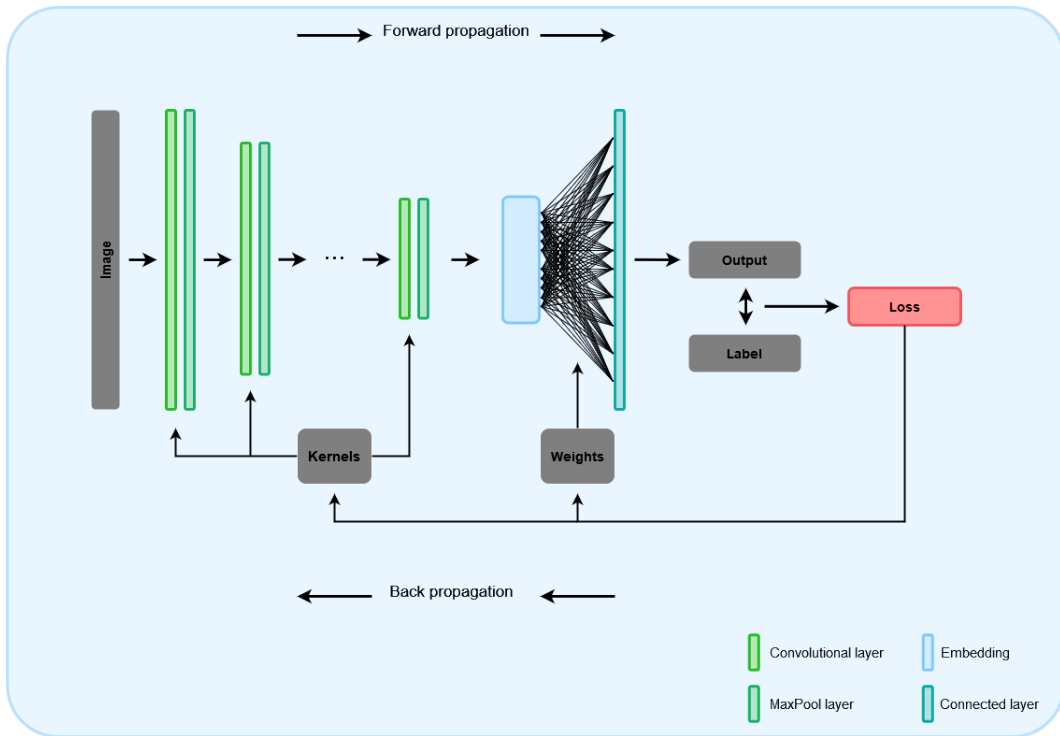 Forward propagation
Image
...
Output
Loss
Label
Kernels
Weights
Back propagation
Convolutional layer
Embedding
MaxPool layer
Connected layer